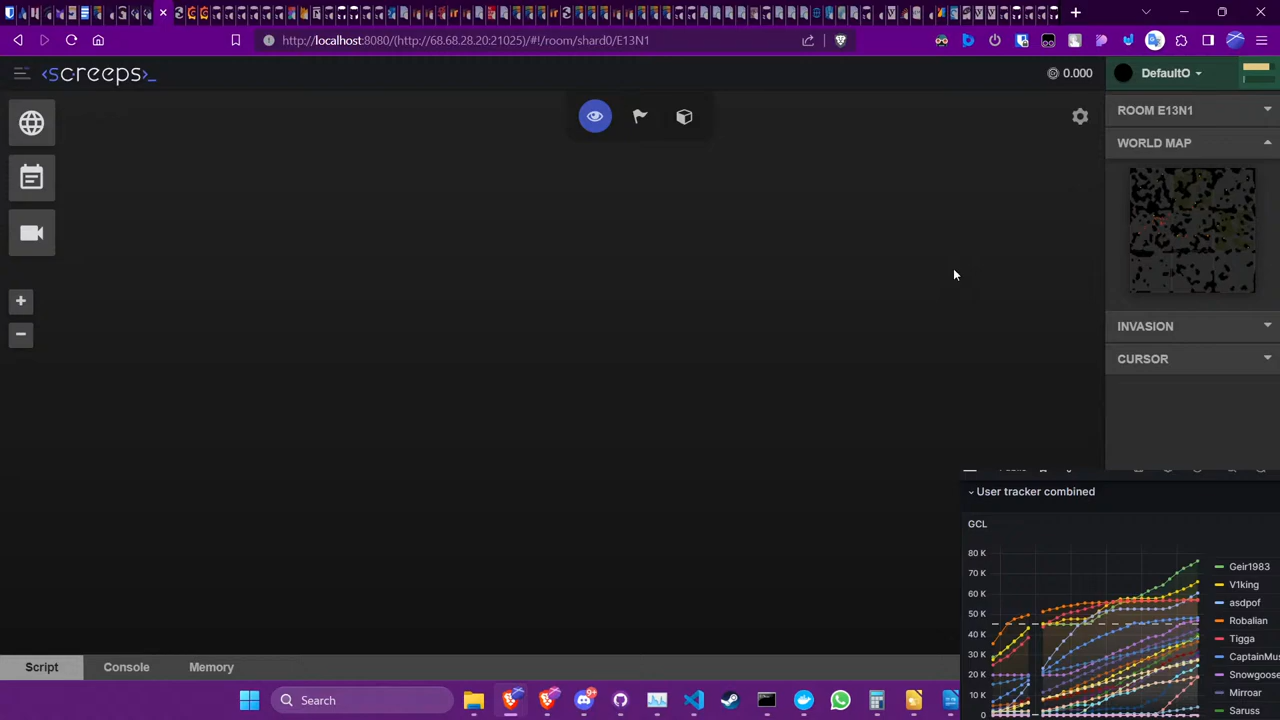 http://localhost:8080/(http://68.68.28.20:21025)/#!/room/shard0/E13N1
<screeps>_
0.000
DefaultO
ROOM E13N1
WORLD MAP
INVASION
CURSOR
User tracker combined
GCL
80 K
70 K
60 K
50 K
40 K
30 K
20 K
10 K
0
Geir1983
V1king
asdpof
Robalian
Tigga
CaptainMus
Snowgoose
Mirroar
Saruss
Script
Console
Memory
Search